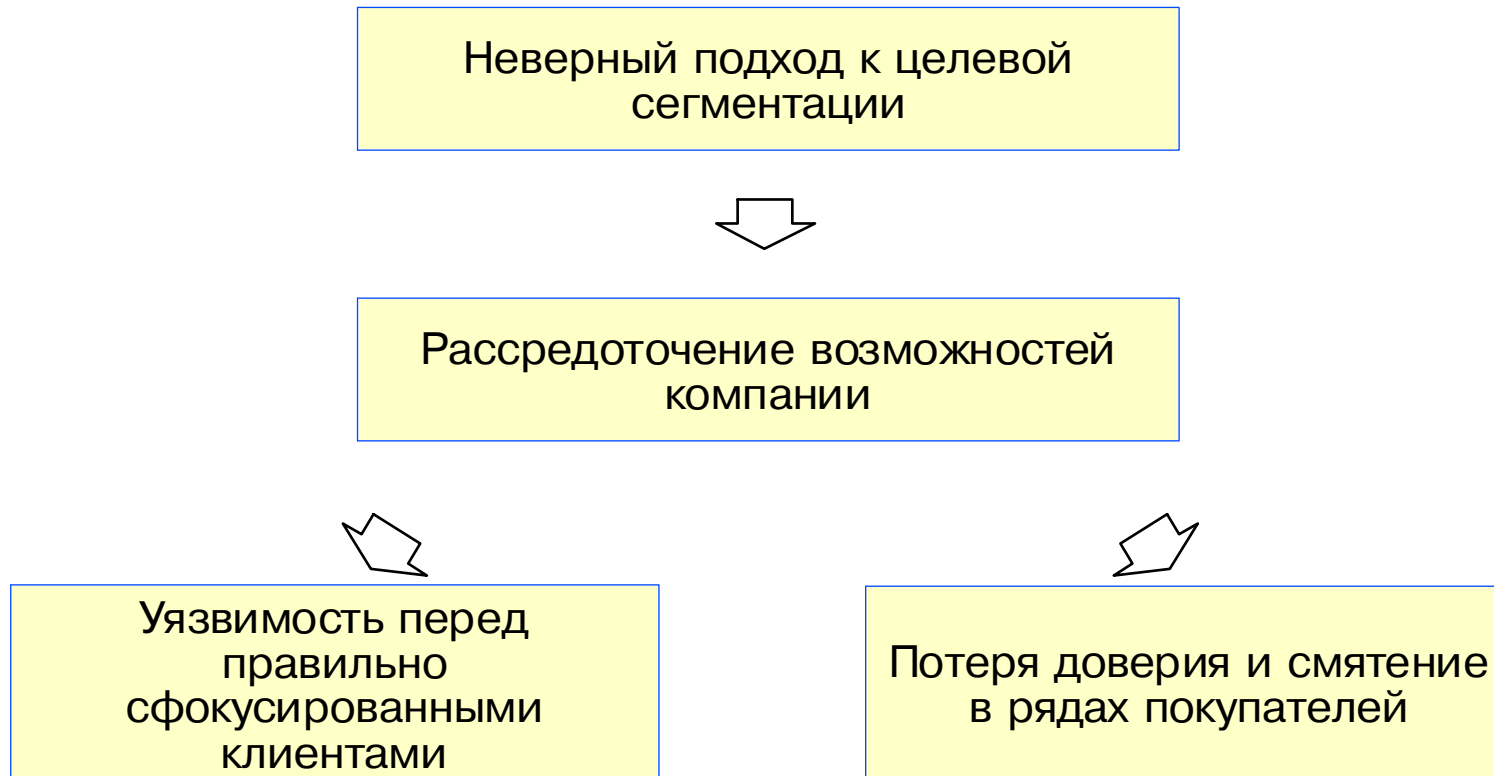 Неверный подход к целевой
сегментации
Рассредоточение возможностей
компании
Уязвимость перед
правильно
сфокусированными
клиентами
Потеря доверия и смятение
в рядах покупателей